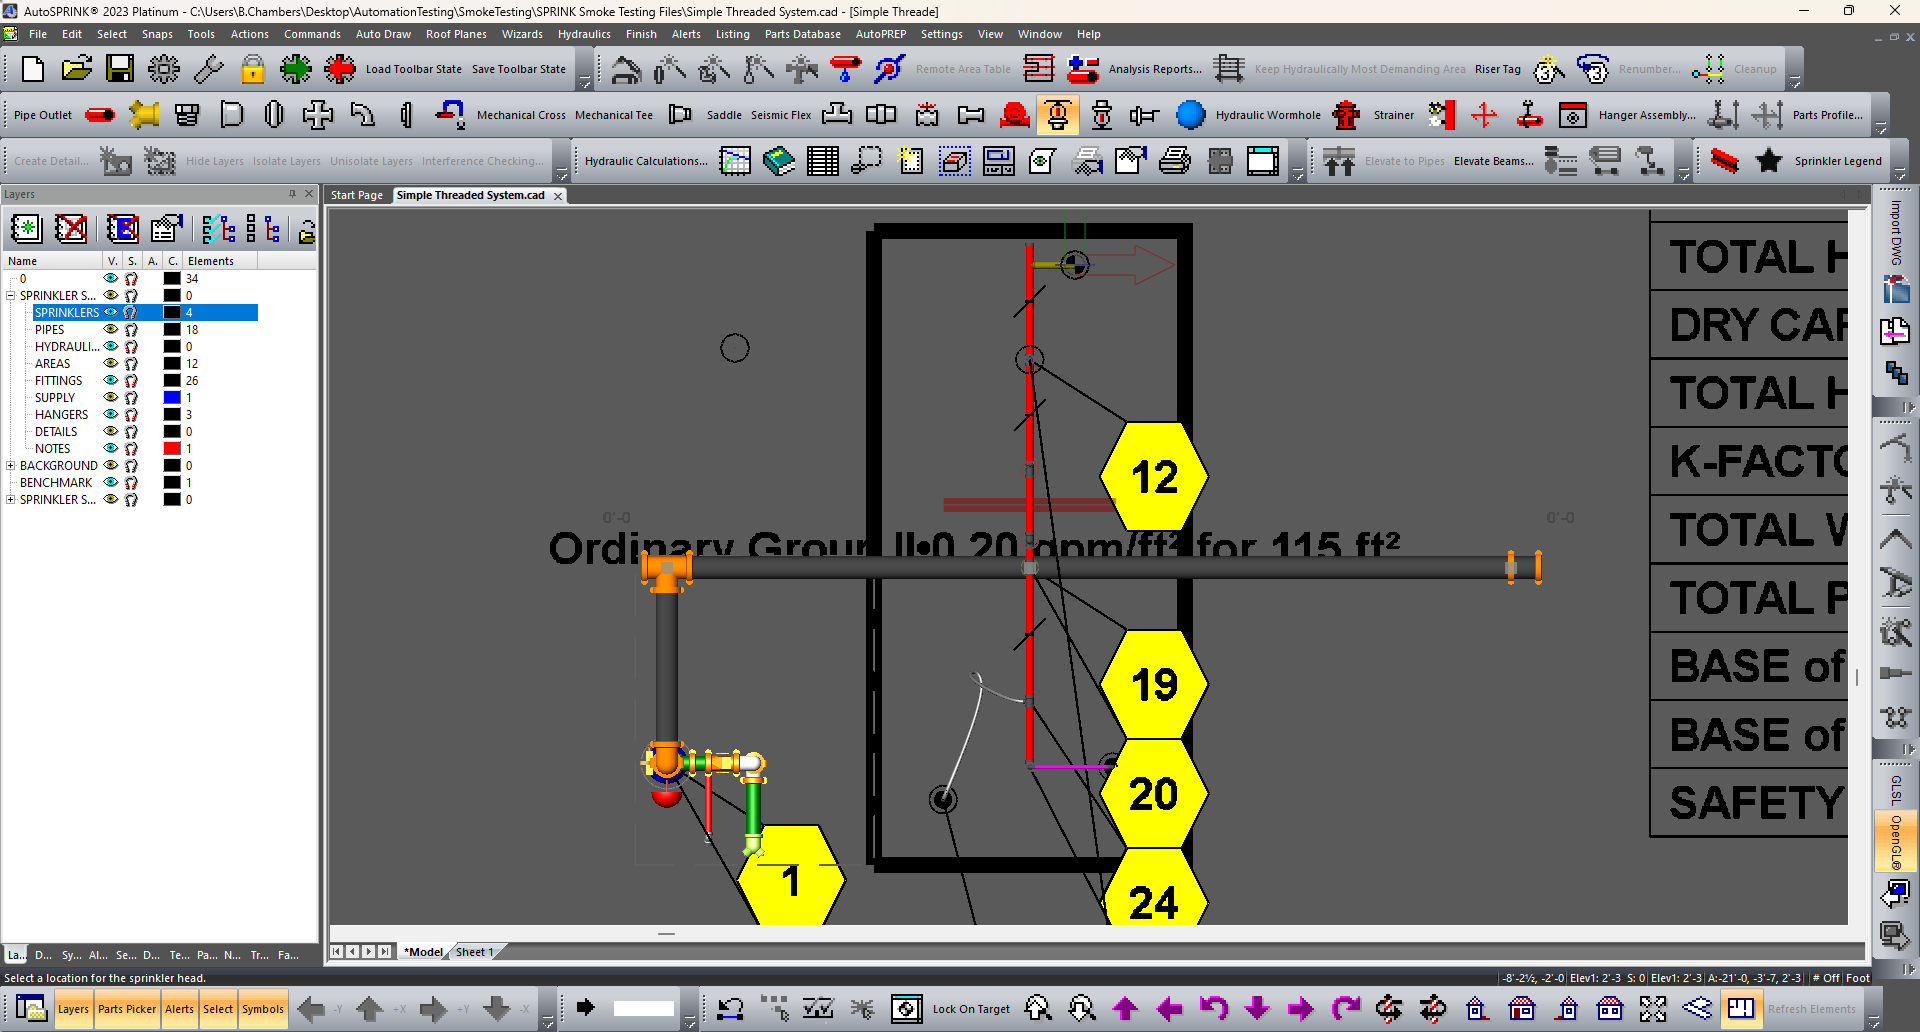 AutoSPRINK® 2023 Platinum - C:\Users\B.Chambers\Desktop\AutomationTesting\SmokeTesting\SPRINK Smoke Testing Files\Simple Threaded System.cad - [Simple Threade]
File Edit Select Snaps Tools Actions Commands Auto Draw Roof Planes Wizards Hydraulics Finish Alerts Listing Parts Database AutoPREP Settings View Window Help
Load Toolbar State Save Toolbar State Remote Area Table Analysis Reports... Keep Hydraulically Most Demanding Area Riser Tag Renumber... Cleanup
Pipe Outlet Mechanical Cross Mechanical Tee Saddle Seismic Flex Hydraulic Wormhole Strainer Hanger Assembly... Parts Profile...
Create Detail... Hide Layers Isolate Layers Unisolate Layers Interference Checking... Hydraulic Calculations... Elevate to Pipes Elevate Beams... Sprinkler Legend
Layers
Start Page Simple Threaded System.cad
Name V. S. A. C. Elements
0 34
SPRINKLER S... 0
SPRINKLERS 4
PIPES 18
HYDRAULI... 0
AREAS 12
FITTINGS 26
SUPPLY 1
HANGERS 3
DETAILS 0
NOTES 1
BACKGROUND 0
BENCHMARK 1
SPRINKLER S... 0
La... D... Sy... Al... Se... D... Te... Pa... N... Tr... Fa...
12
0'-0 0'-0
Ordinary Group II•0.20 gpm/ft² for 115 ft²
19
20
1
24
TOTAL H
DRY CAP
TOTAL H
K-FACTO
TOTAL W
TOTAL P
BASE of
BASE of
SAFETY
Import DWG
GLSL
OpenGL®
*Model Sheet 1
Select a location for the sprinkler head.
-8'-2½, -2'-0 Elev1: 2'-3 S: 0 Elev1: 2'-3 A:-21'-0, -3'-7, 2'-3 # Off Foot
Layers Parts Picker Alerts Select Symbols -Y +X +Y -X Lock On Target Refresh Elements